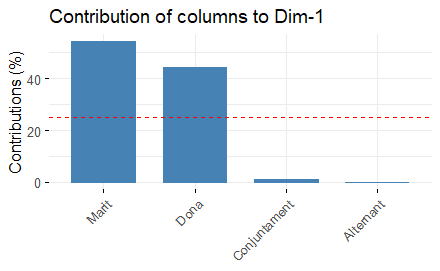 Contribution of columns to Dim-1
Contributions (%)
40
20
0
Marit
Dona
Conjuntament
Alternant